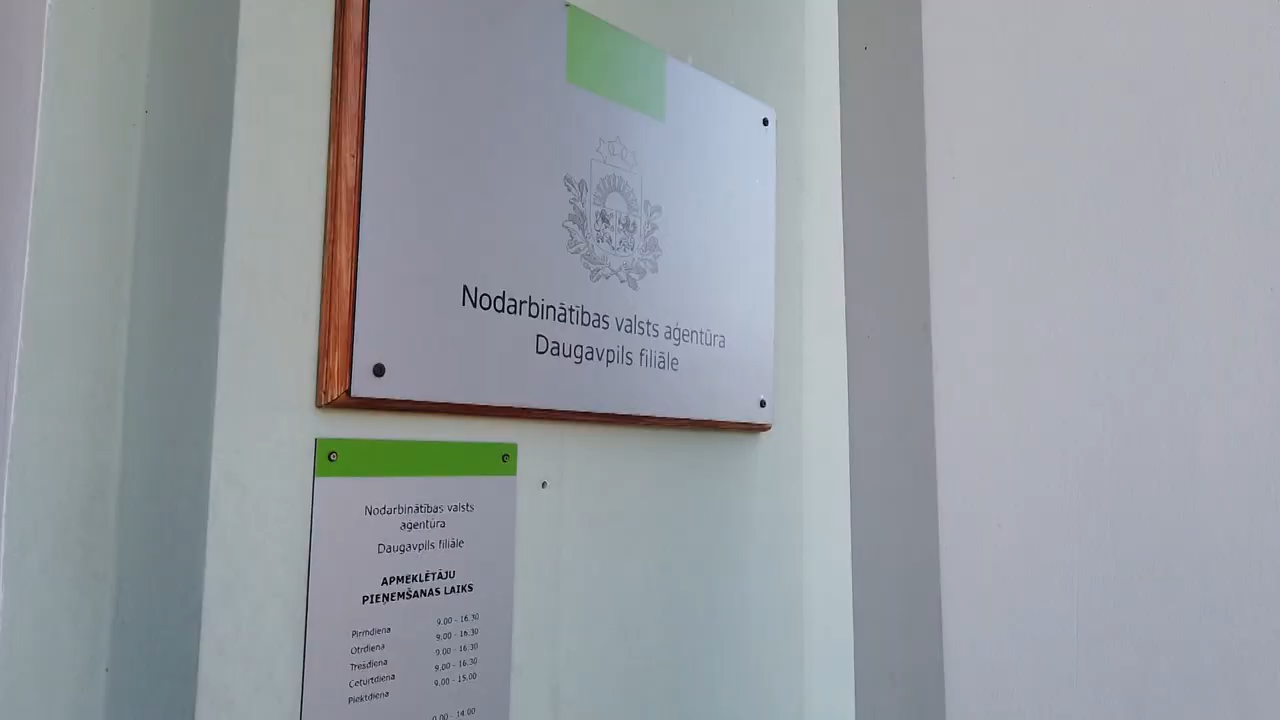 Nodarbinātības valsts aģentūra
Daugavpils filiāle
Nodarbinātības valsts
aģentūra
Daugavpils filiāle
APMEKLĒTĀJU
PIEŅEMŠANAS LAIKS
Pirmdiena 9.00 - 16.30
Otrdiena 9.00 - 16.30
Trešdiena 9.00 - 16.30
Ceturtdiena 9.00 - 16.30
Piektdiena 9.00 - 15.00
9.00 - 14.00